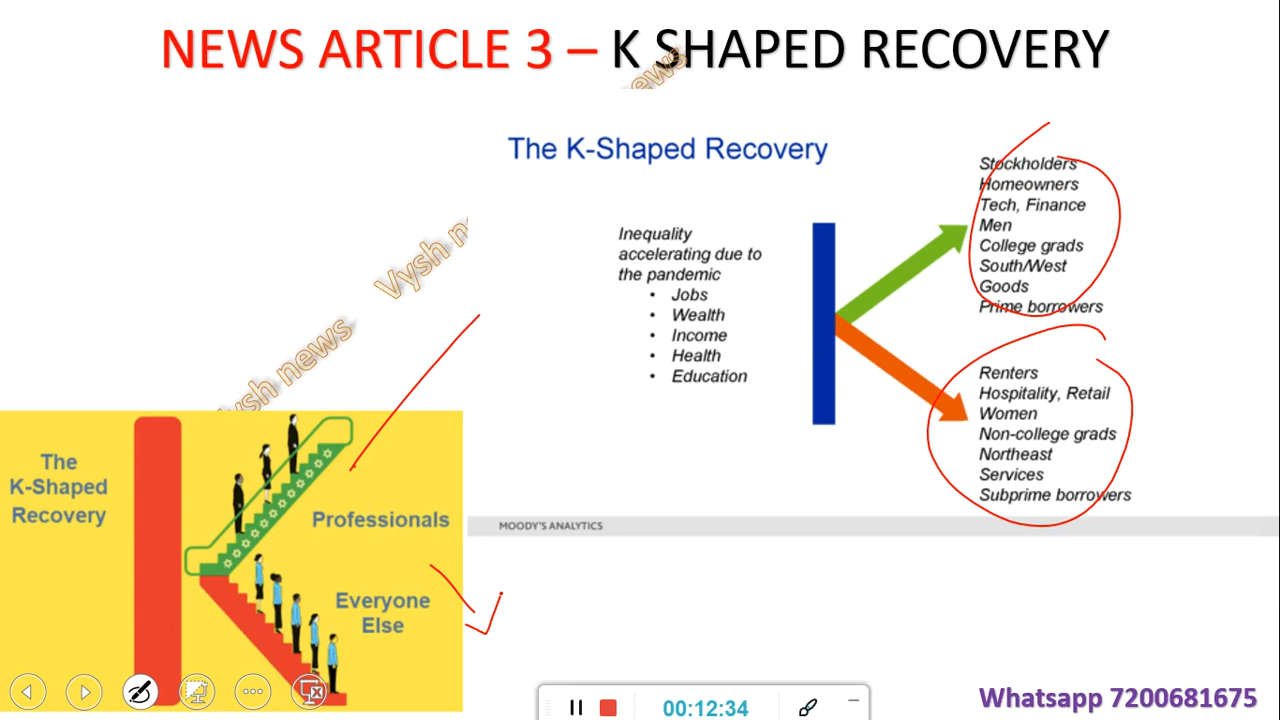 NEWS ARTICLE 3 – K SHAPED RECOVERY
news
The K-Shaped Recovery
Stockholders
Homeowners
Tech, Finance
Men
College grads
South/West
Goods
Prime borrowers
Inequality
accelerating due to
the pandemic
• Jobs
• Wealth
• Income
• Health
• Education
Renters
Hospitality, Retail
Women
Non-college grads
Northeast
Services
Subprime borrowers
MOODY'S ANALYTICS
Vysh
Vysh news
The
K-Shaped
Recovery
Professionals
Everyone
Else
00:12:34
Whatsapp 7200681675